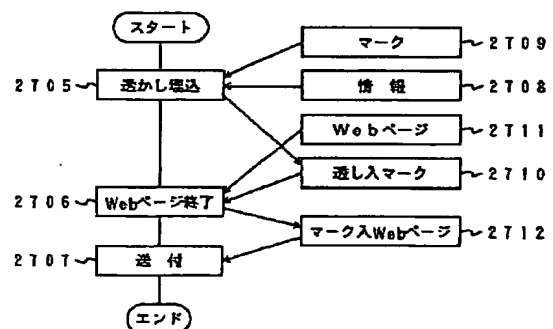 スタート
マーク 2709
2705 透かし埋込
情報 2708
Webページ 2711
透し入マーク 2710
2706 Webページ終了
マーク入Webページ 2712
2707 送付
エンド